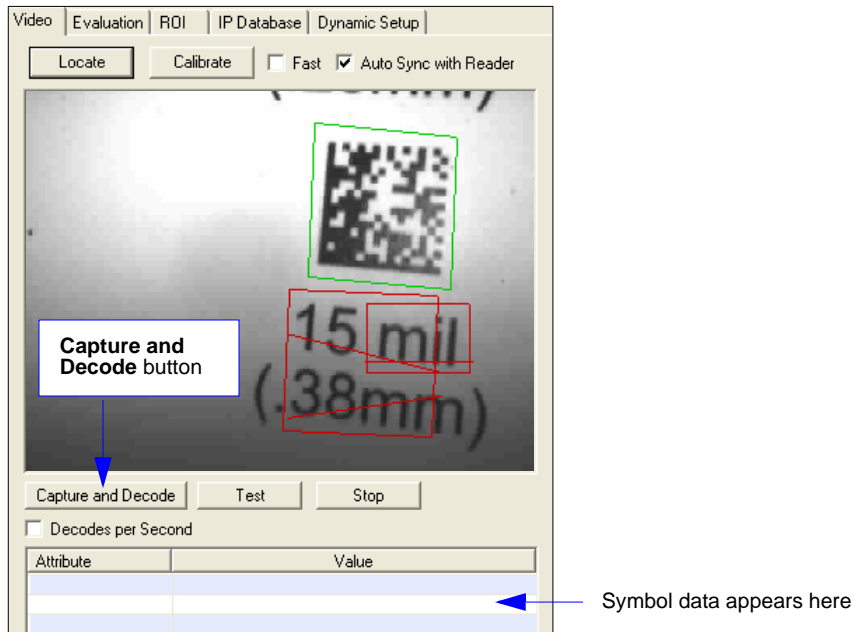 Video Evaluation ROI IP Database Dynamic Setup
Locate Calibrate Fast Auto Sync with Reader
15 mil
(.38mm)
Capture and
Decode button
Capture and Decode Test Stop
Decodes per Second
Attribute Value
Symbol data appears here